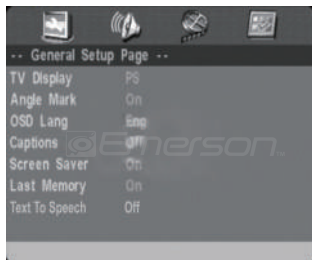 -- General Setup Page --
TV Display PS
Angle Mark On
OSD Lang Eng
Captions Off
Screen Saver On
Last Memory On
Text To Speech Off
Emerson